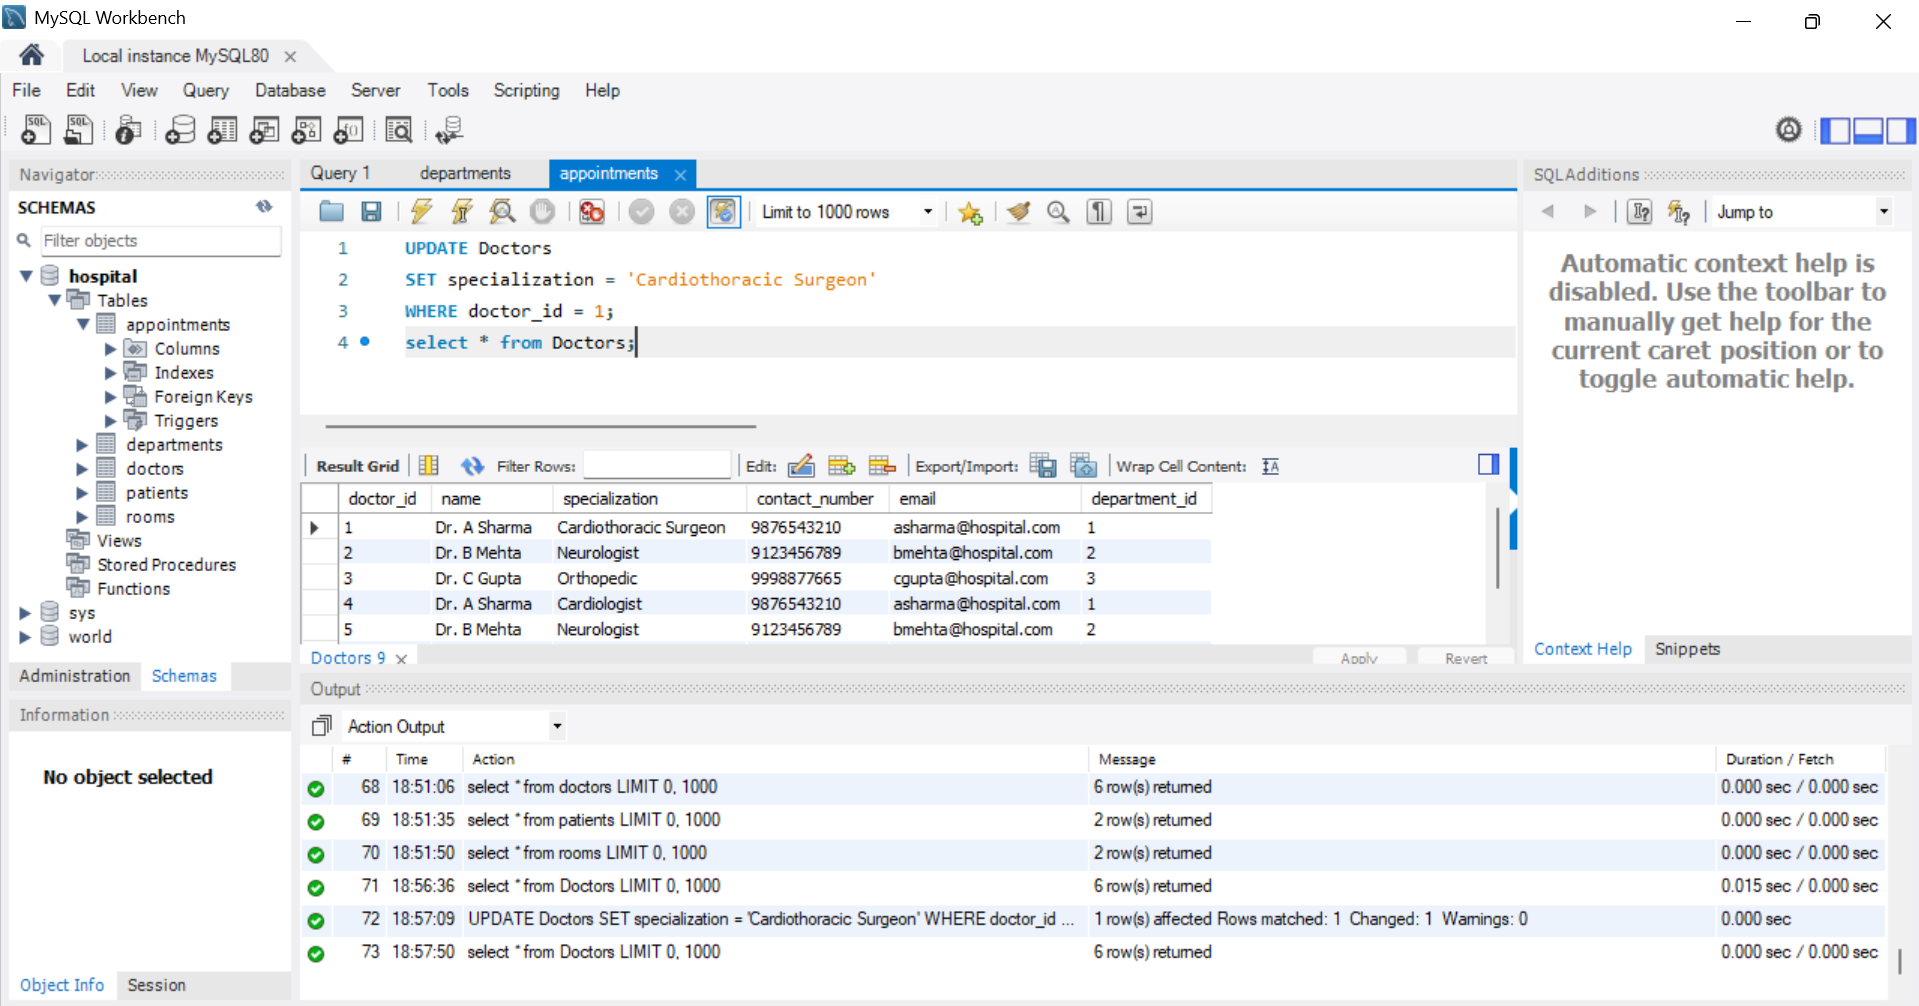 MySQL Workbench
Local instance MySQL80
File Edit View Query Database Server Tools Scripting Help
Navigator
SCHEMAS
Filter objects
hospital
Tables
appointments
Columns
Indexes
Foreign Keys
Triggers
departments
doctors
patients
rooms
Views
Stored Procedures
Functions
sys
world
Administration Schemas
Information
No object selected
Object Info Session
Query 1 departments appointments
Limit to 1000 rows
1 UPDATE Doctors
2 SET specialization = 'Cardiothoracic Surgeon'
3 WHERE doctor_id = 1;
4 select * from Doctors;
Result Grid Filter Rows: Edit: Export/Import: Wrap Cell Content:
doctor_id name specialization contact_number email department_id
1 Dr. A Sharma Cardiothoracic Surgeon 9876543210 asharma@hospital.com 1
2 Dr. B Mehta Neurologist 9123456789 bmehta@hospital.com 2
3 Dr. C Gupta Orthopedic 9998877665 cgupta@hospital.com 3
4 Dr. A Sharma Cardiologist 9876543210 asharma@hospital.com 1
5 Dr. B Mehta Neurologist 9123456789 bmehta@hospital.com 2
Doctors 9 Apply Revert
SQLAdditions
Jump to
Automatic context help is
disabled. Use the toolbar to
manually get help for the
current caret position or to
toggle automatic help.
Context Help Snippets
Output
Action Output
# Time Action Message Duration / Fetch
68 18:51:06 select * from doctors LIMIT 0, 1000 6 row(s) returned 0.000 sec / 0.000 sec
69 18:51:35 select * from patients LIMIT 0, 1000 2 row(s) returned 0.000 sec / 0.000 sec
70 18:51:50 select * from rooms LIMIT 0, 1000 2 row(s) returned 0.000 sec / 0.000 sec
71 18:56:36 select * from Doctors LIMIT 0, 1000 6 row(s) returned 0.015 sec / 0.000 sec
72 18:57:09 UPDATE Doctors SET specialization = 'Cardiothoracic Surgeon' WHERE doctor_id ... 1 row(s) affected Rows matched: 1 Changed: 1 Warnings: 0 0.000 sec
73 18:57:50 select * from Doctors LIMIT 0, 1000 6 row(s) returned 0.000 sec / 0.000 sec